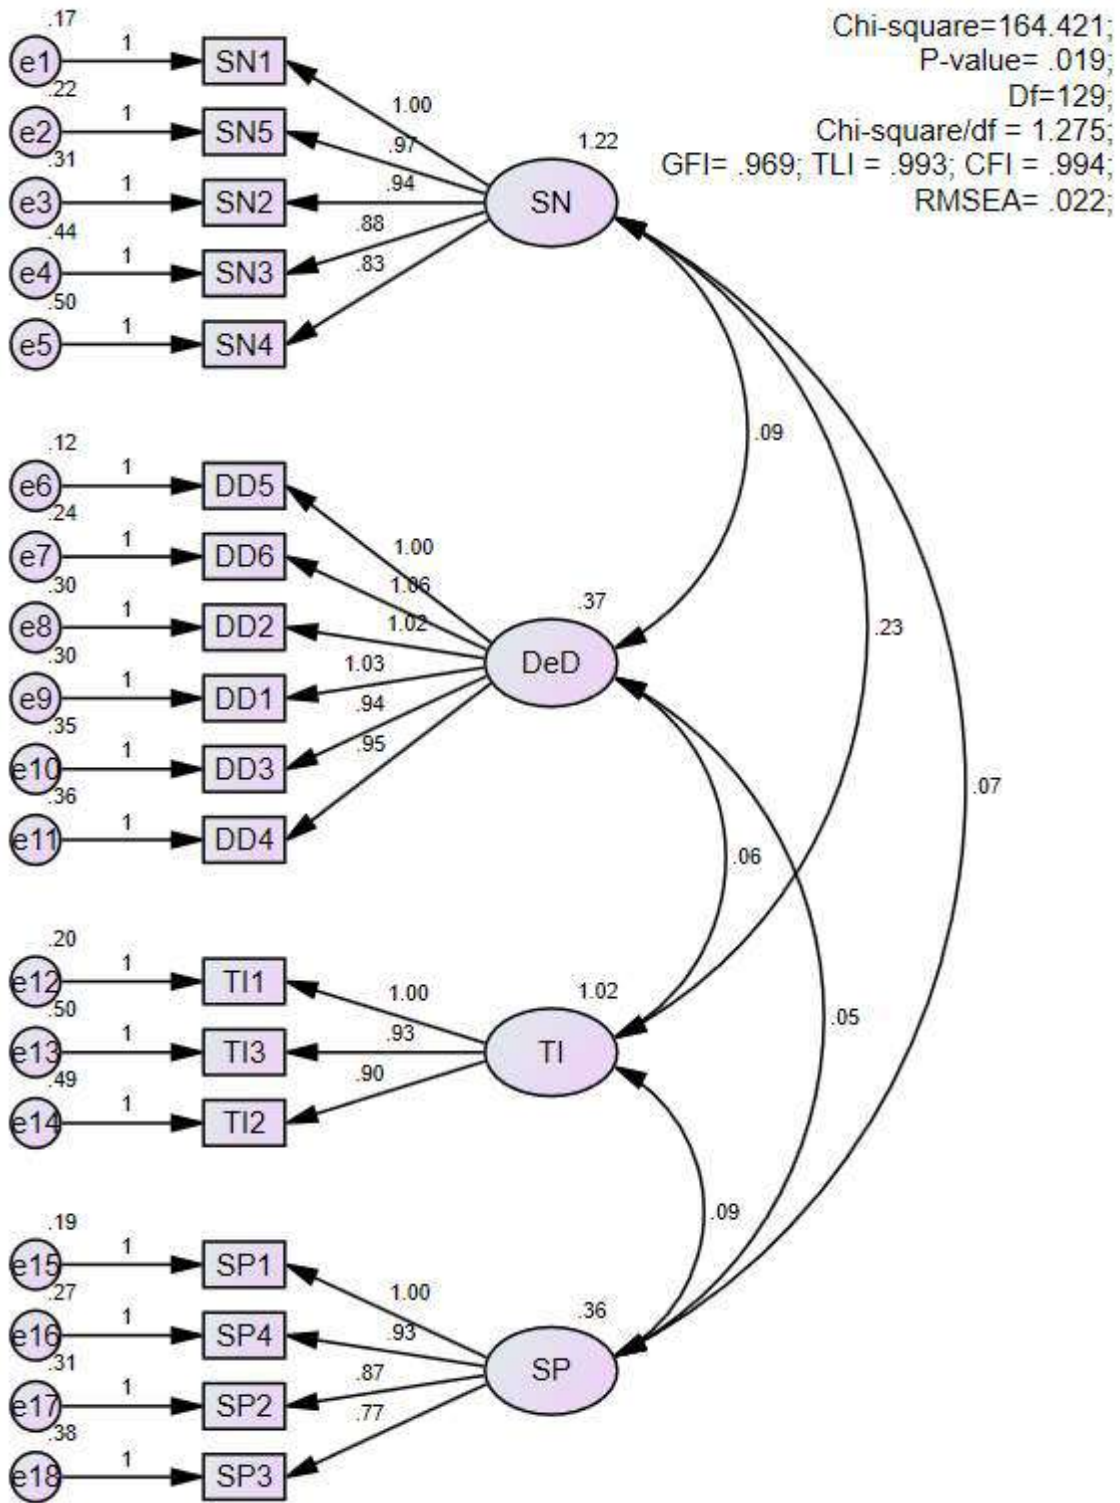 Chi-square=164.421;
P-value= .019;
Df=129;
Chi-square/df = 1.275;
GFI= .969; TLI = .993; CFI = .994;
RMSEA= .022;
.17
e1 1 SN1
.22
e2 1 SN5
.31
e3 1 SN2
.44
e4 1 SN3
.50
e5 1 SN4
1.00
.97
.94
.88
.83
1.22
SN
.12
e6 1 DD5
.24
e7 1 DD6
.30
e8 1 DD2
.30
e9 1 DD1
.35
e10 1 DD3
.36
e11 1 DD4
1.00
1.06
1.02
1.03
.94
.95
.37
DeD
.20
e12 1 TI1
.50
e13 1 TI3
.49
e14 1 TI2
1.00
.93
.90
1.02
TI
.19
e15 1 SP1
.27
e16 1 SP4
.31
e17 1 SP2
.38
e18 1 SP3
1.00
.93
.87
.77
.36
SP
.09
.23
.07
.06
.05
.09